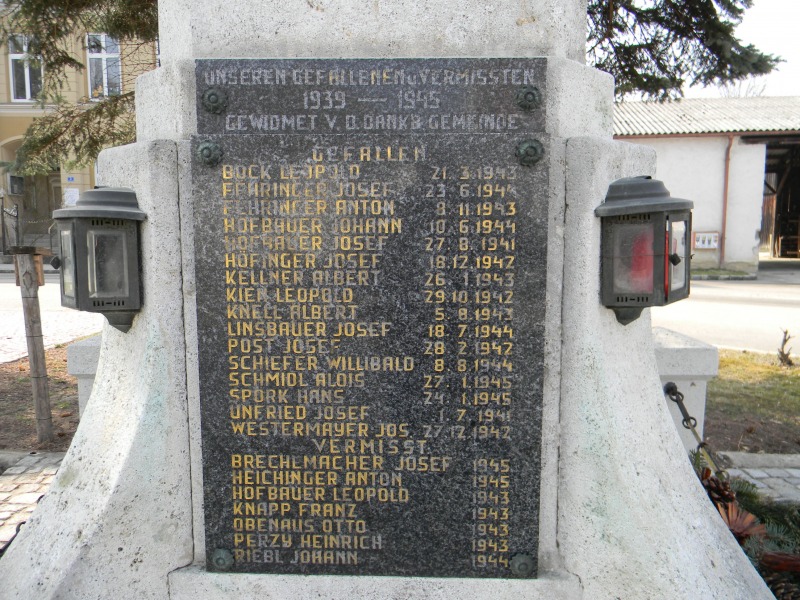 UNSEREN GEFALLENEN U VERMISSTEN
1939 — 1945
GEWIDMET V. D. DANKB. GEMEINDE
GEFALLEN
BOCK LEOPOLD 21. 3. 1943
FEHRINGER JOSEF 23. 6. 1944
FEHRINGER ANTON 8. 11. 1943
HOFBAUER JOHANN 10. 6. 1944
HOFBAUER JOSEF 27. 8. 1941
HOFINGER JOSEF 18. 12. 1942
KELLNER ALBERT 26. 1. 1943
KIEN LEOPOLD 29. 10. 1942
KNELL ALBERT 5. 8. 1943
LINSBAUER JOSEF 18. 7. 1944
POST JOSEF 28. 2. 1942
SCHIEFER WILLIBALD 8. 8. 1944
SCHMIDL ALOIS 27. 1. 1945
SPORK HANS 24. 1. 1945
UNFRIED JOSEF 1. 7. 1941
WESTERMAYER JOS. 27. 12. 1942
VERMISST
BRECHLMACHER JOSEF 1945
HEICHINGER ANTON 1945
HOFBAUER LEOPOLD 1943
KNAPP FRANZ 1943
OBENAUS OTTO 1943
PERZY HEINRICH 1943
RIEBL JOHANN 1944